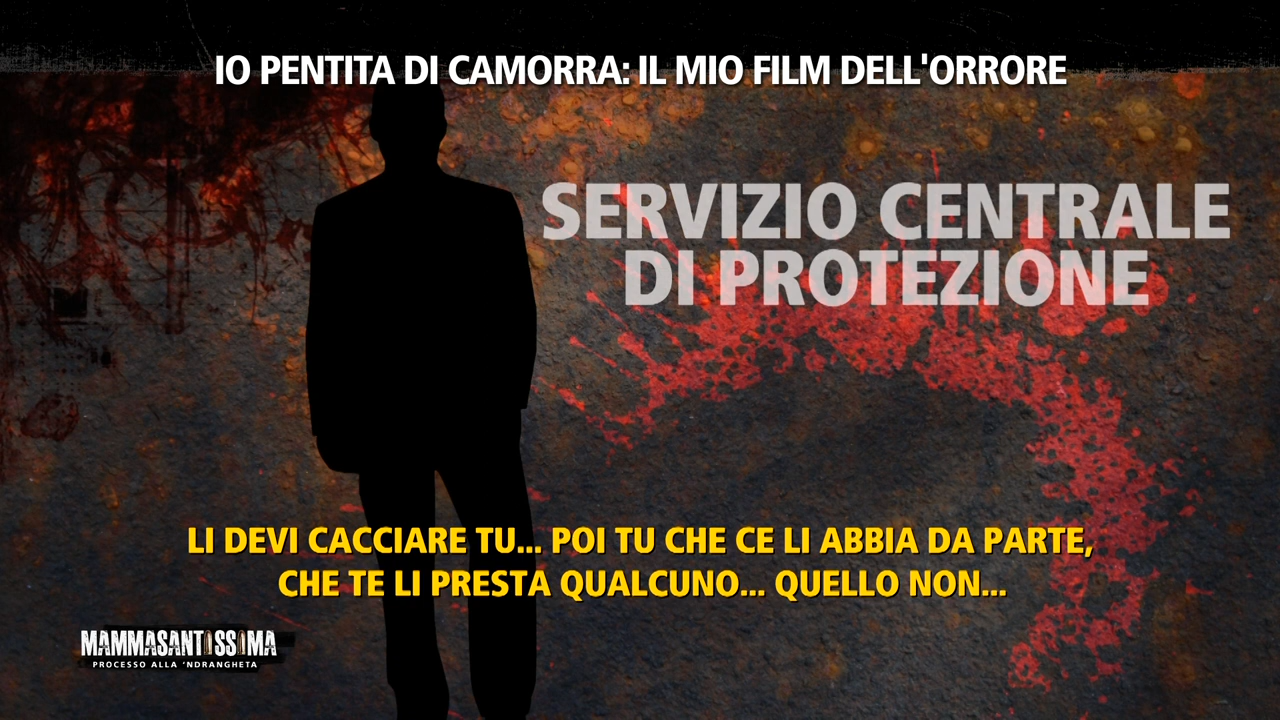 IO PENTITA DI CAMORRA: IL MIO FILM DELL'ORRORE
SERVIZIO CENTRALE
DI PROTEZIONE
LI DEVI CACCIARE TU... POI TU CHE CE LI ABBIA DA PARTE,
CHE TE LI PRESTA QUALCUNO... QUELLO NON...
MAMMASANTISSIMA
PROCESSO ALLA 'NDRANGHETA